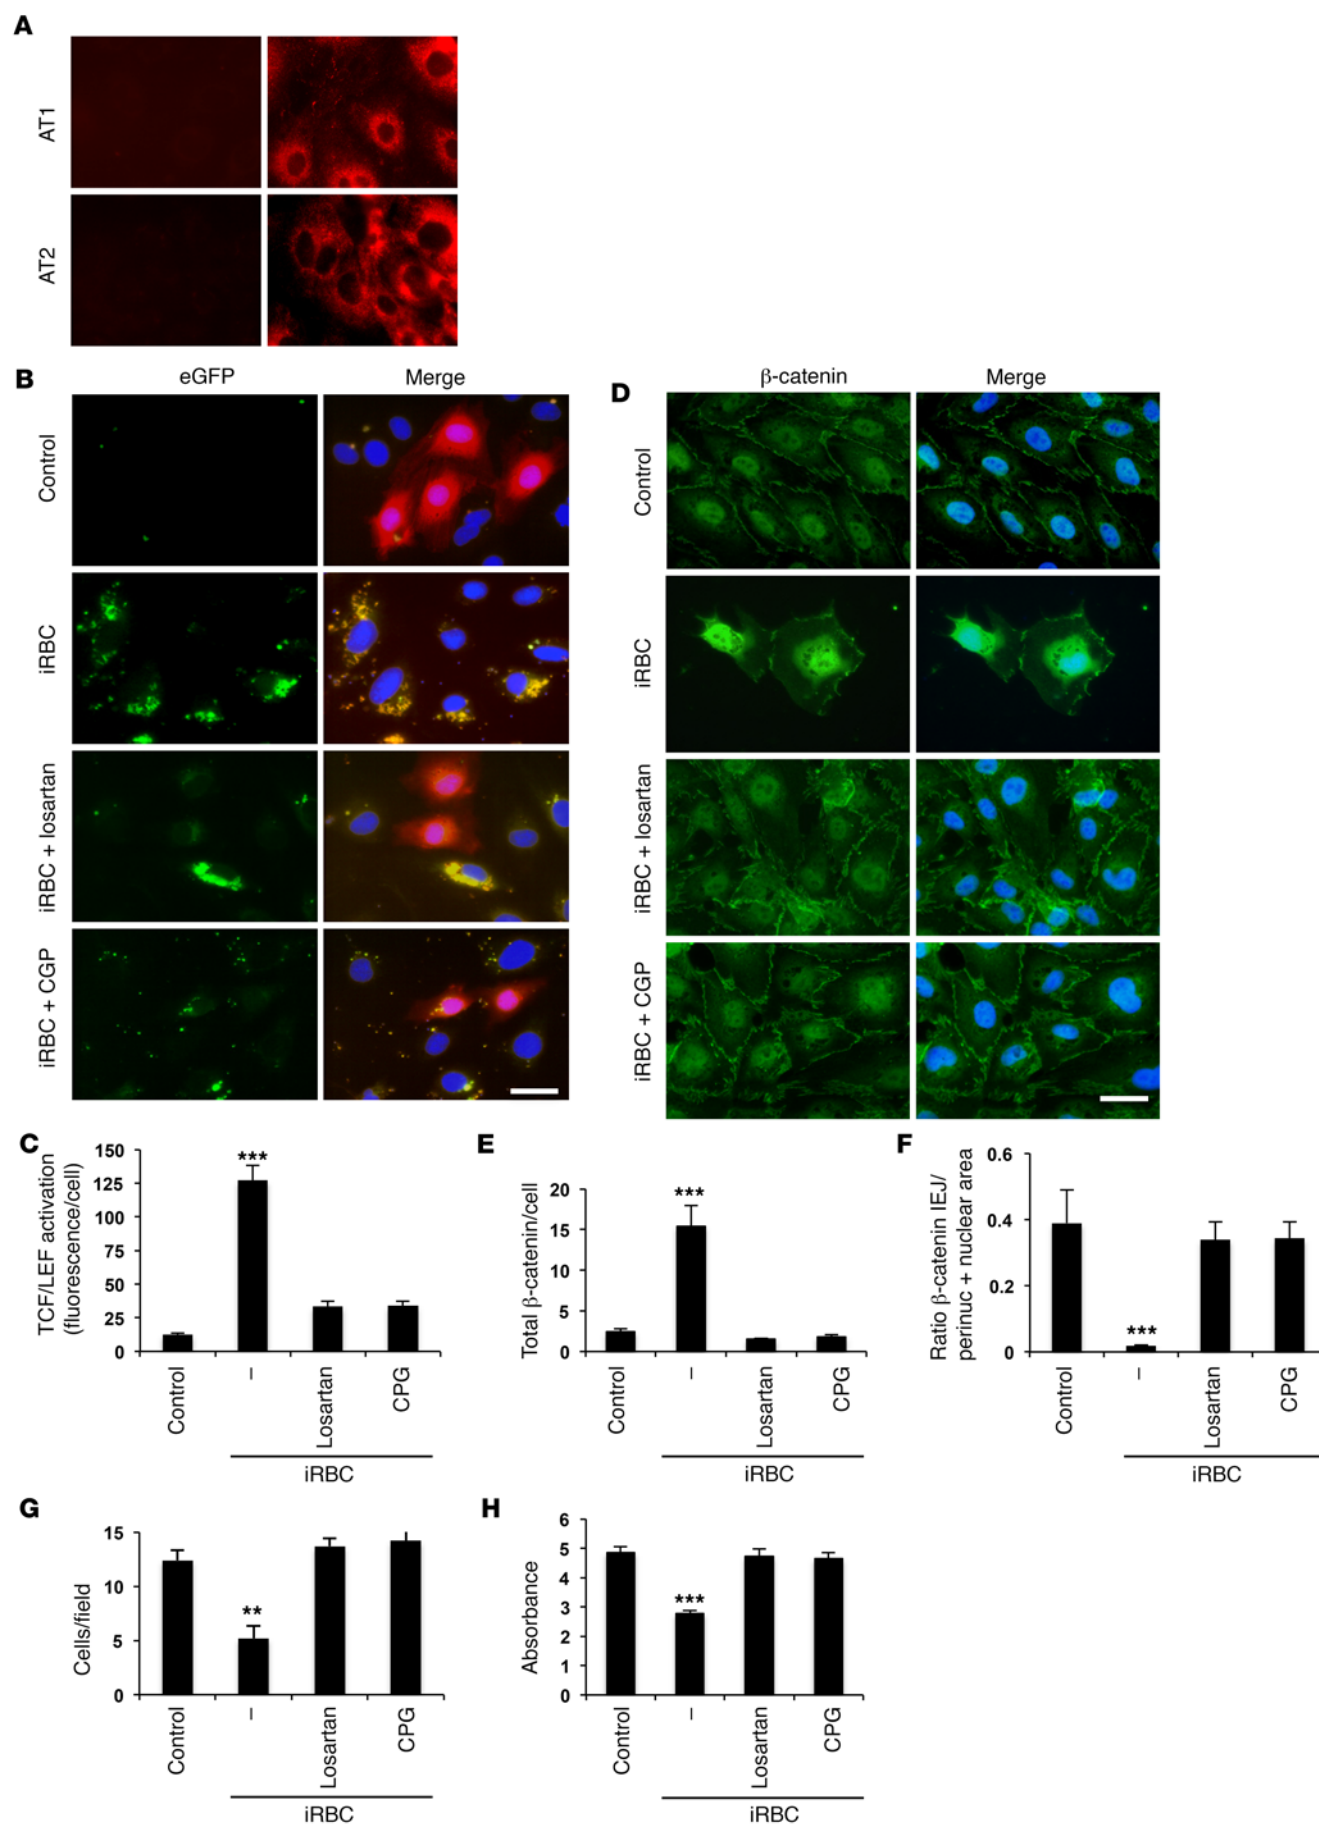 A
AT1
AT2
B
eGFP
Merge
Control
iRBC
iRBC + losartan
iRBC + CGP
D
β-catenin
Merge
Control
iRBC
iRBC + losartan
iRBC + CGP
C
TCF/LEF activation
(fluorescence/cell)
150
125
100
75
50
25
0
***
Control
–
Losartan
CPG
iRBC
E
Total β-catenin/cell
20
15
10
5
0
***
Control
–
Losartan
CPG
iRBC
F
Ratio β-catenin IEJ/
perinuc + nuclear area
0.6
0.4
0.2
0
***
Control
–
Losartan
CPG
iRBC
G
Cells/field
15
10
5
0
**
Control
–
Losartan
CPG
iRBC
H
Absorbance
6
5
4
3
2
1
0
***
Control
–
Losartan
CPG
iRBC